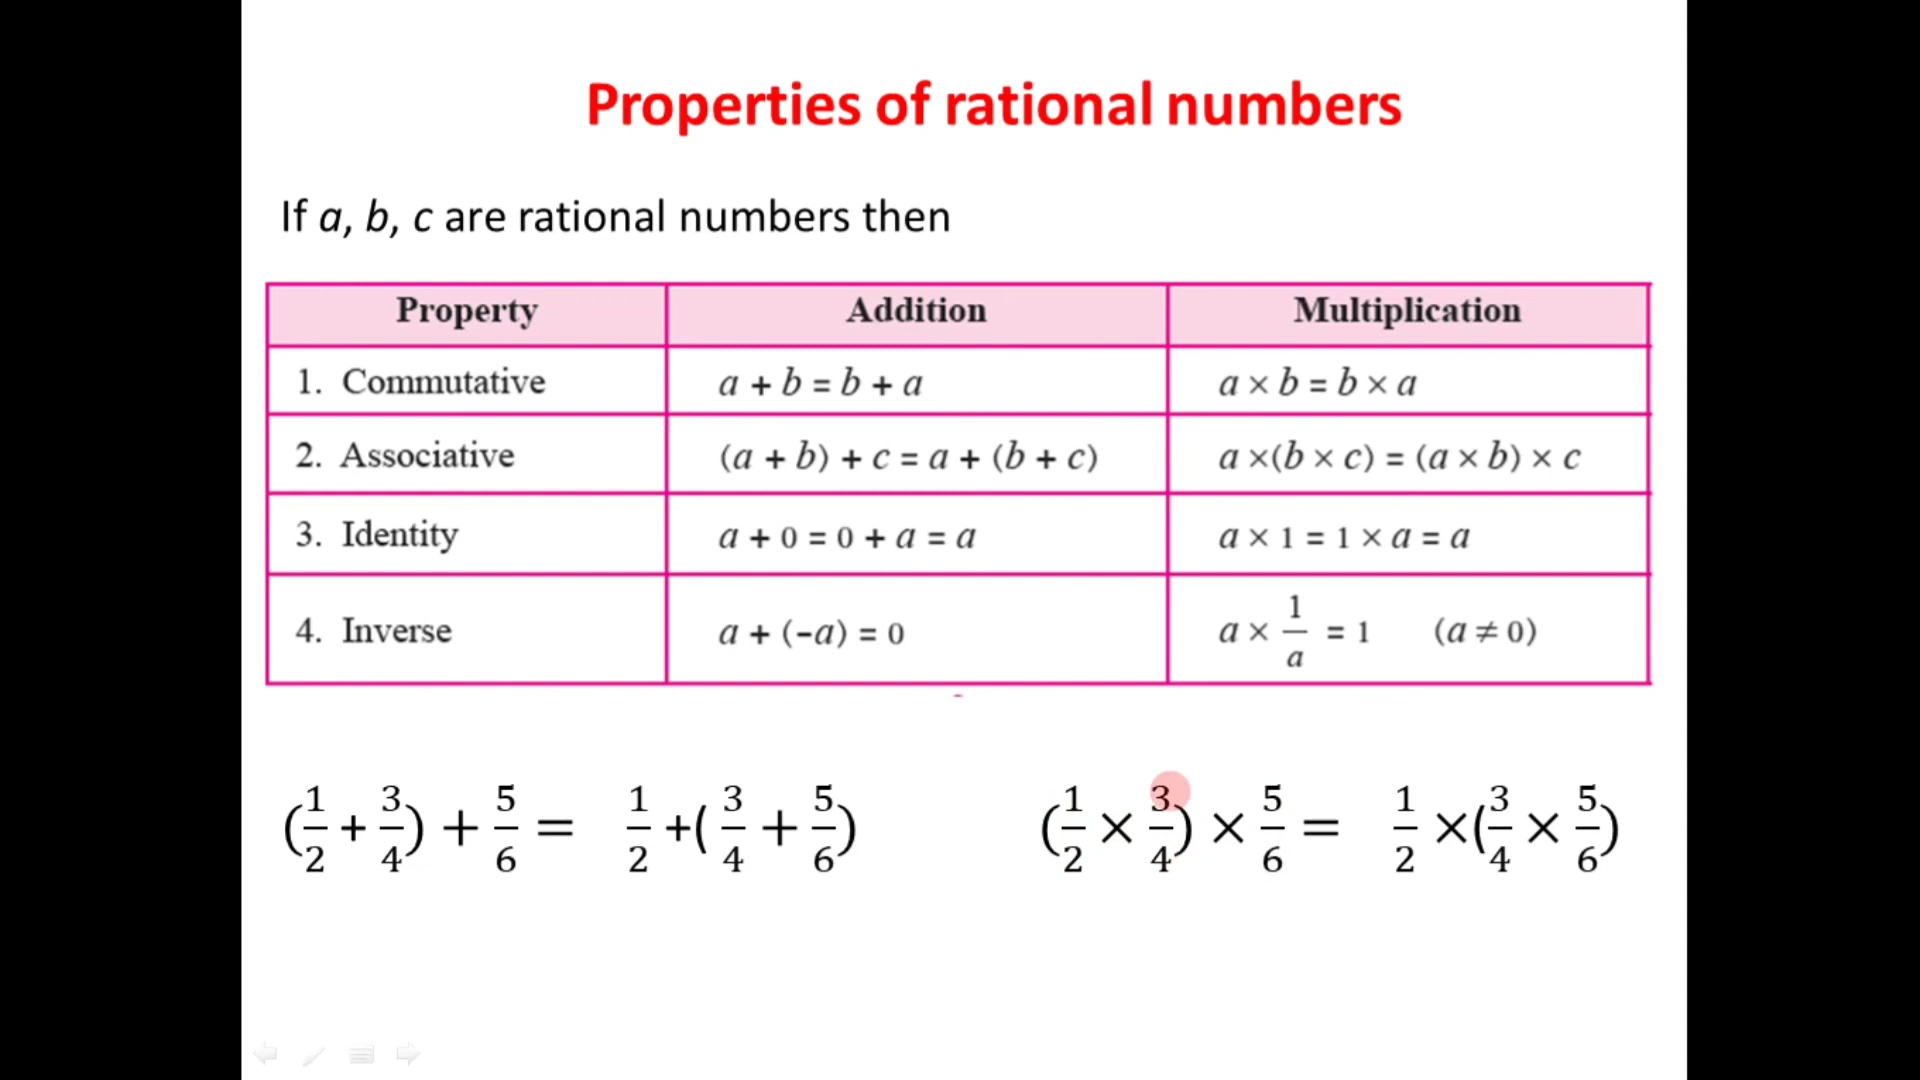 Properties of rational numbers
If a, b, c are rational numbers then
Property Addition Multiplication
1. Commutative a + b = b + a a × b = b × a
2. Associative (a + b) + c = a + (b + c) a ×(b × c) = (a × b) × c
3. Identity a + 0 = 0 + a = a a × 1 = 1 × a = a
4. Inverse a + (-a) = 0 a × 1/a = 1 (a ≠ 0)
(1/2 + 3/4) + 5/6 = 1/2 +( 3/4 + 5/6) (1/2 × 3/4) × 5/6 = 1/2 ×(3/4 × 5/6)